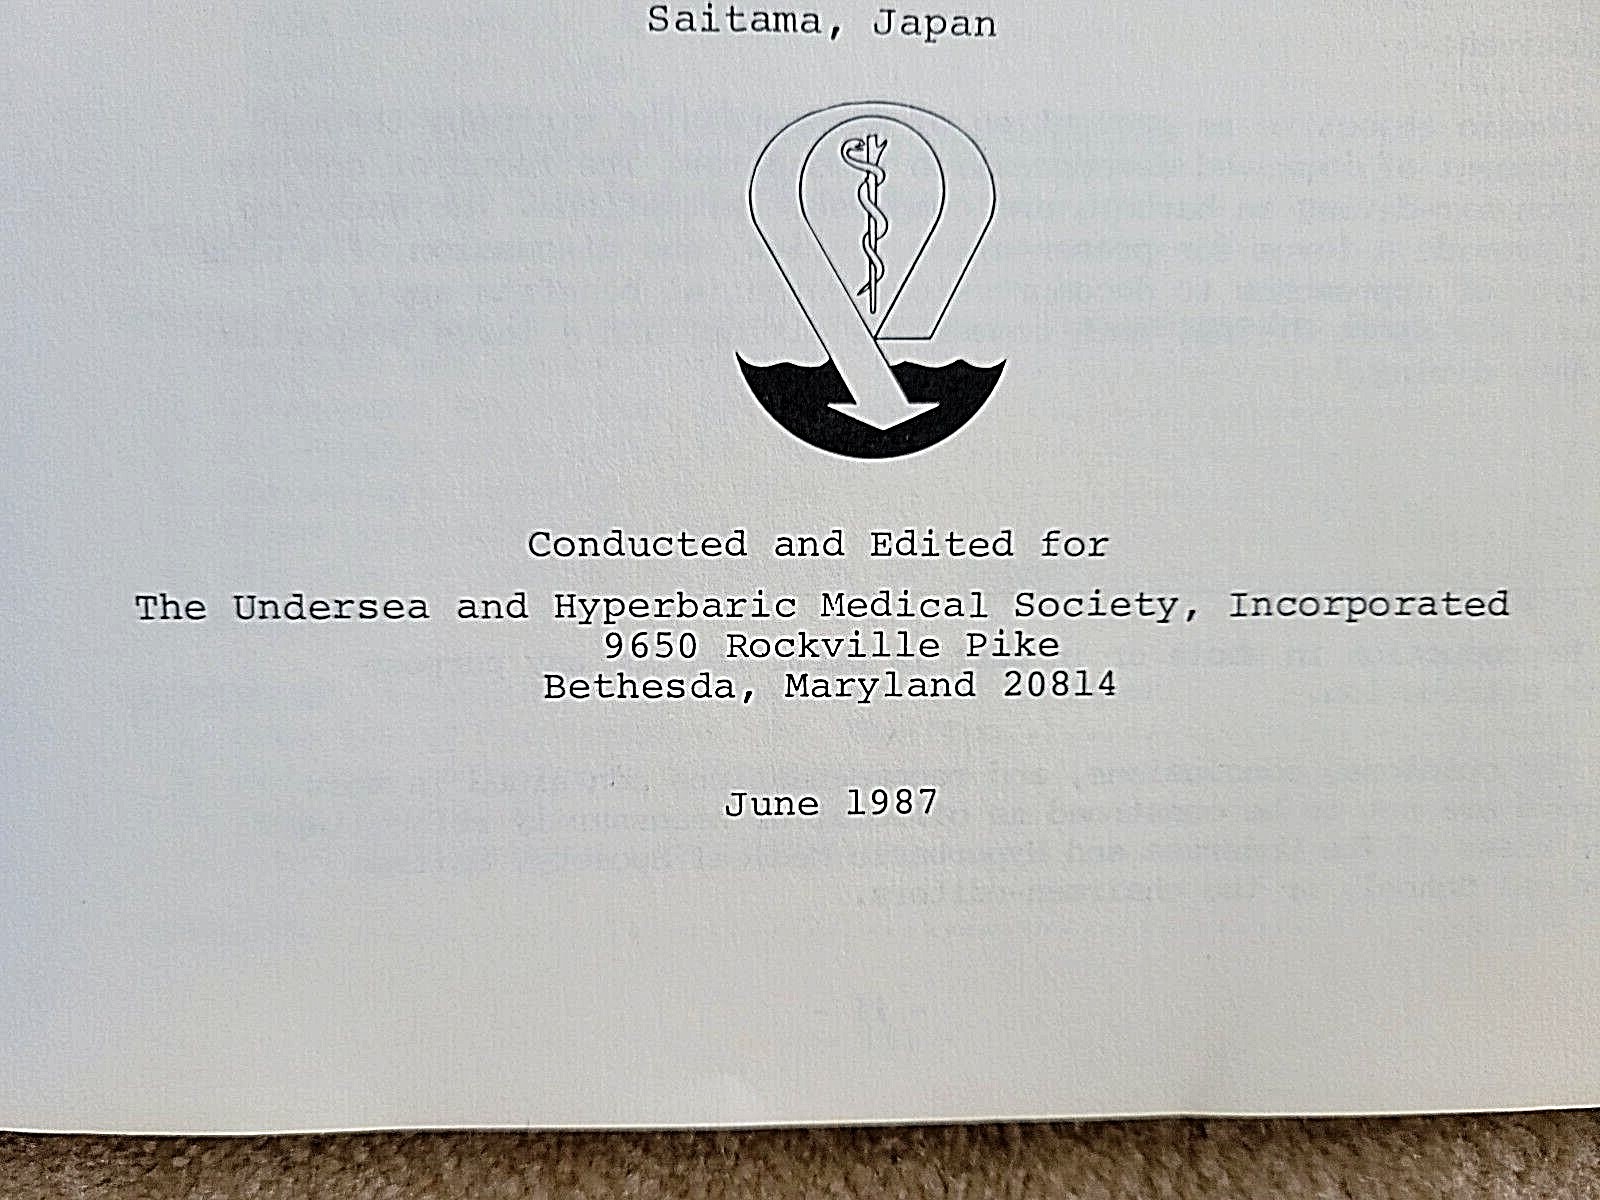 Saitama, Japan
Conducted and Edited for
The Undersea and Hyperbaric Medical Society, Incorporated
9650 Rockville Pike
Bethesda, Maryland 20814
June 1987